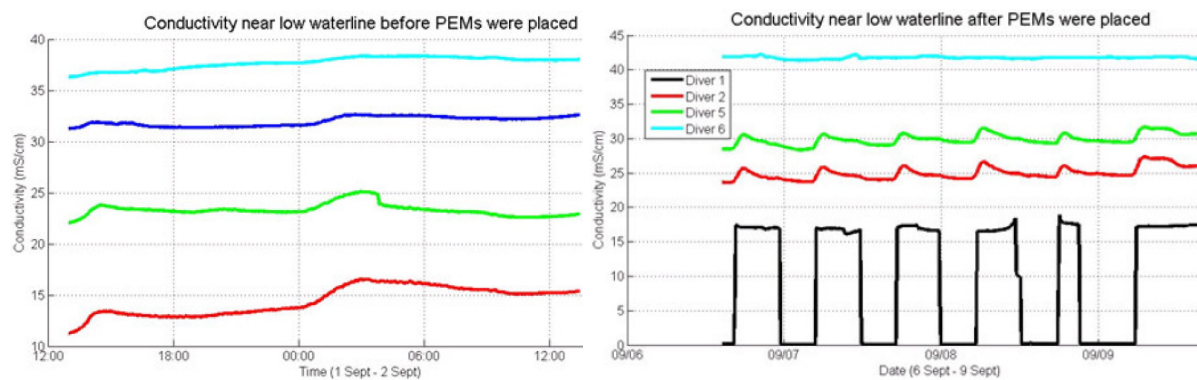 Conductivity near low waterline before PEMs were placed
40
35
30
25
20
15
10
Conductivity (mS/cm)
12:00 18:00 00:00 06:00 12:00
Time (1 Sept - 2 Sept)
Conductivity near low waterline after PEMs were placed
45
40
35
30
25
20
15
10
5
0
Conductivity (mS/cm)
Diver 1
Diver 2
Diver 5
Diver 6
09/06 09/07 09/08 09/09
Date (6 Sept - 9 Sept)